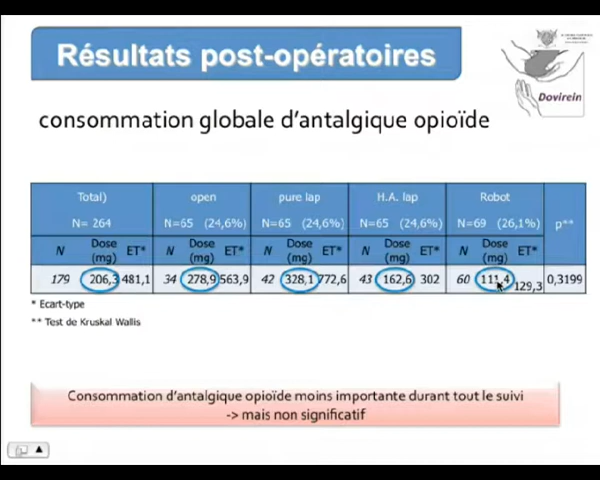 Résultats post-opératoires
Dovirein
consommation globale d'antalgique opioïde
Total) open pure lap H.A. lap Robot p**
N= 264 N=65 (24,6%) N=65 (24,6%) N=65 (24,6%) N=69 (26,1%)
N Dose (mg) ET* N Dose (mg) ET* N Dose (mg) ET* N Dose (mg) ET* N Dose (mg) ET*
179 206,3 481,1 34 278,9 563,9 42 328,1 772,6 43 162,6 302 60 111,4 129,3 0,3199
* Ecart-type
** Test de Kruskal Wallis
Consommation d'antalgique opioïde moins importante durant tout le suivi
-> mais non significatif